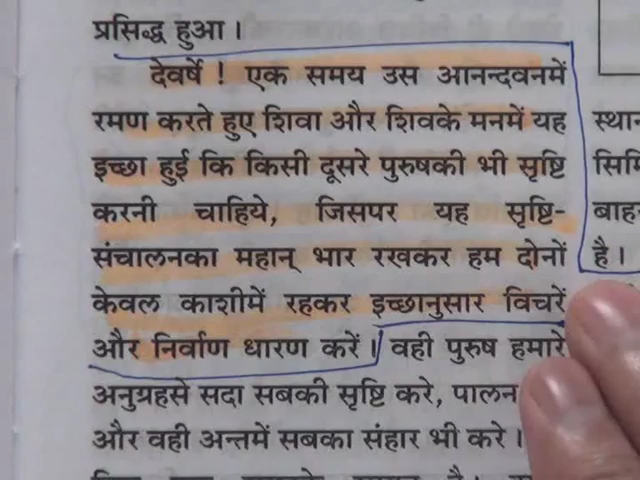 प्रसिद्ध हुआ।
देवर्षे ! एक समय उस आनन्दवनमें
रमण करते हुए शिवा और शिवके मनमें यह
इच्छा हुई कि किसी दूसरे पुरुषकी भी सृष्टि
करनी चाहिये, जिसपर यह सृष्टि-
संचालनका महान् भार रखकर हम दोनों
केवल काशीमें रहकर इच्छानुसार विचरें
और निर्वाण धारण करें। वही पुरुष हमारे
अनुग्रहसे सदा सबकी सृष्टि करे, पालन
और वही अन्तमें सबका संहार भी करे।
स्थान
सिमि
बाहर
है।